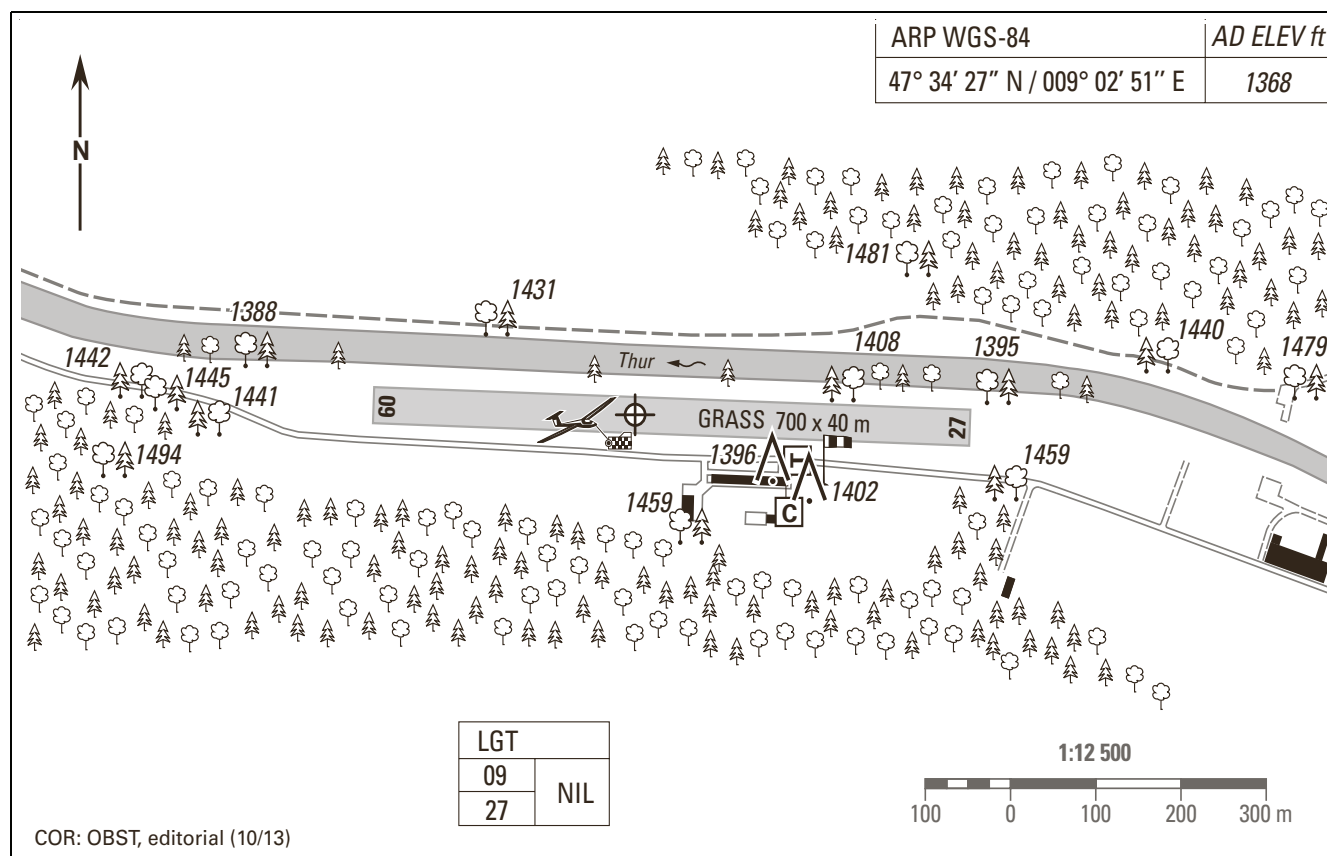 ARP WGS-84 AD ELEV ft
47° 34' 27" N / 009° 02' 51'' E 1368
N
1481
1431
1388
1440
1408
1395
1479
Thur
1442
1445
1441
09
GRASS 700 x 40 m
27
1494
1396
T
1459
1402
1459
C
LGT
09
27
NIL
1:12 500
100 0 100 200 300 m
COR: OBST, editorial (10/13)